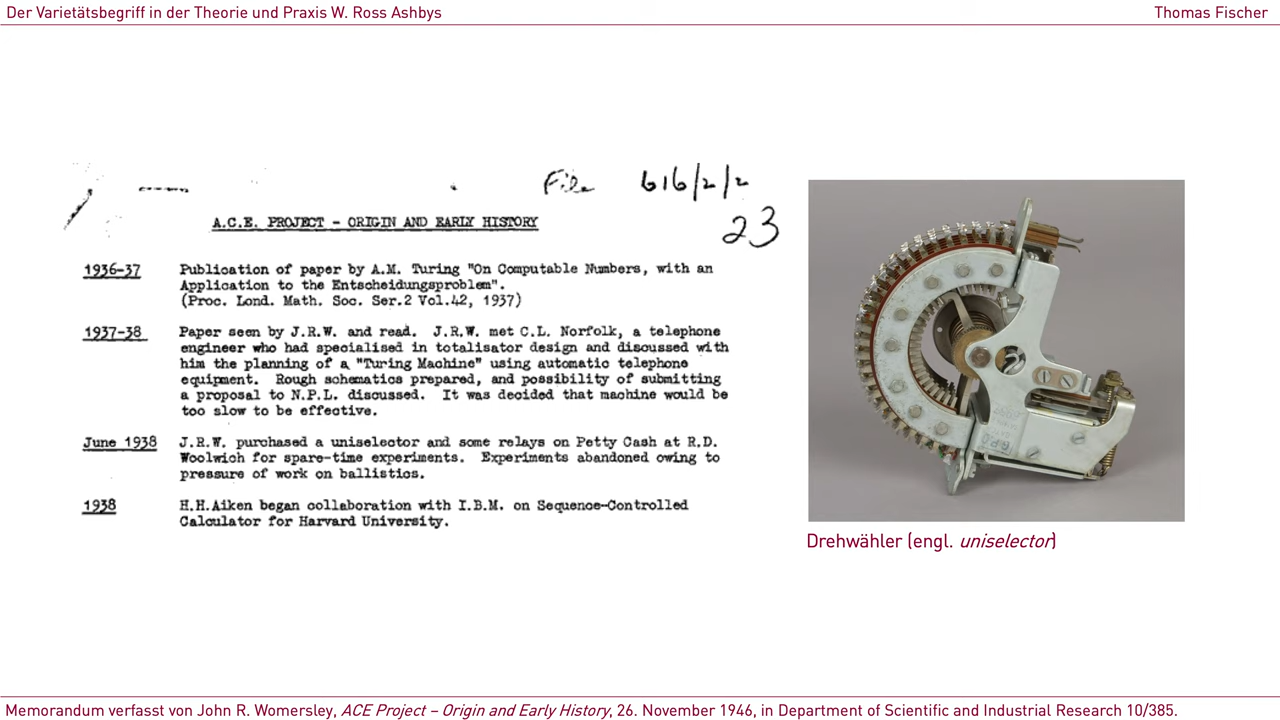 Der Varietätsbegriff in der Theorie und Praxis W. Ross Ashbys
Thomas Fischer
File 616/2/2
23
A.C.E. PROJECT - ORIGIN AND EARLY HISTORY
1936-37 Publication of paper by A.M. Turing "On Computable Numbers, with an
Application to the Entscheidungsproblem".
(Proc. Lond. Math. Soc. Ser.2 Vol.42, 1937)
1937-38 Paper seen by J.R.W. and read. J.R.W. met C.L. Norfolk, a telephone
engineer who had specialised in totalisator design and discussed with
him the planning of a "Turing Machine" using automatic telephone
equipment. Rough schematics prepared, and possibility of submitting
a proposal to N.P.L. discussed. It was decided that machine would be
too slow to be effective.
June 1938 J.R.W. purchased a uniselector and some relays on Petty Cash at R.D.
Woolwich for spare-time experiments. Experiments abandoned owing to
pressure of work on ballistics.
1938 H.H.Aiken began collaboration with I.B.M. on Sequence-Controlled
Calculator for Harvard University.
Drehwähler (engl. uniselector)
Memorandum verfasst von John R. Womersley, ACE Project – Origin and Early History, 26. November 1946, in Department of Scientific and Industrial Research 10/385.